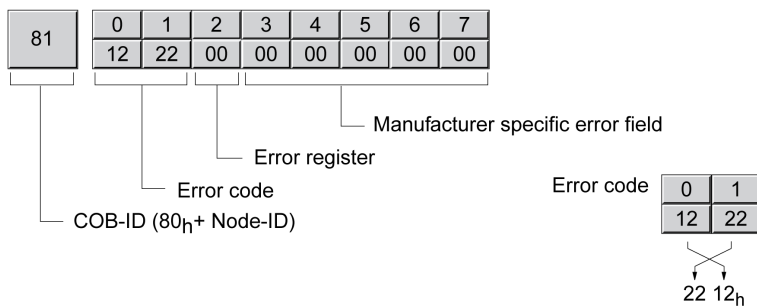 81
0 1 2 3 4 5 6 7
12 22 00 00 00 00 00 00
Manufacturer specific error field
Error register
Error code
COB-ID (80h+ Node-ID)
Error code
0 1
12 22
22 12h